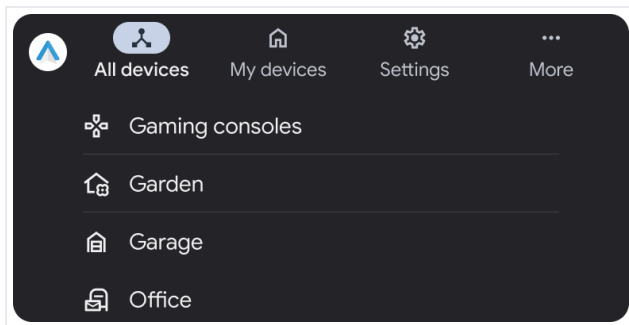 All devices
My devices
Settings
More
Gaming consoles
Garden
Garage
Office